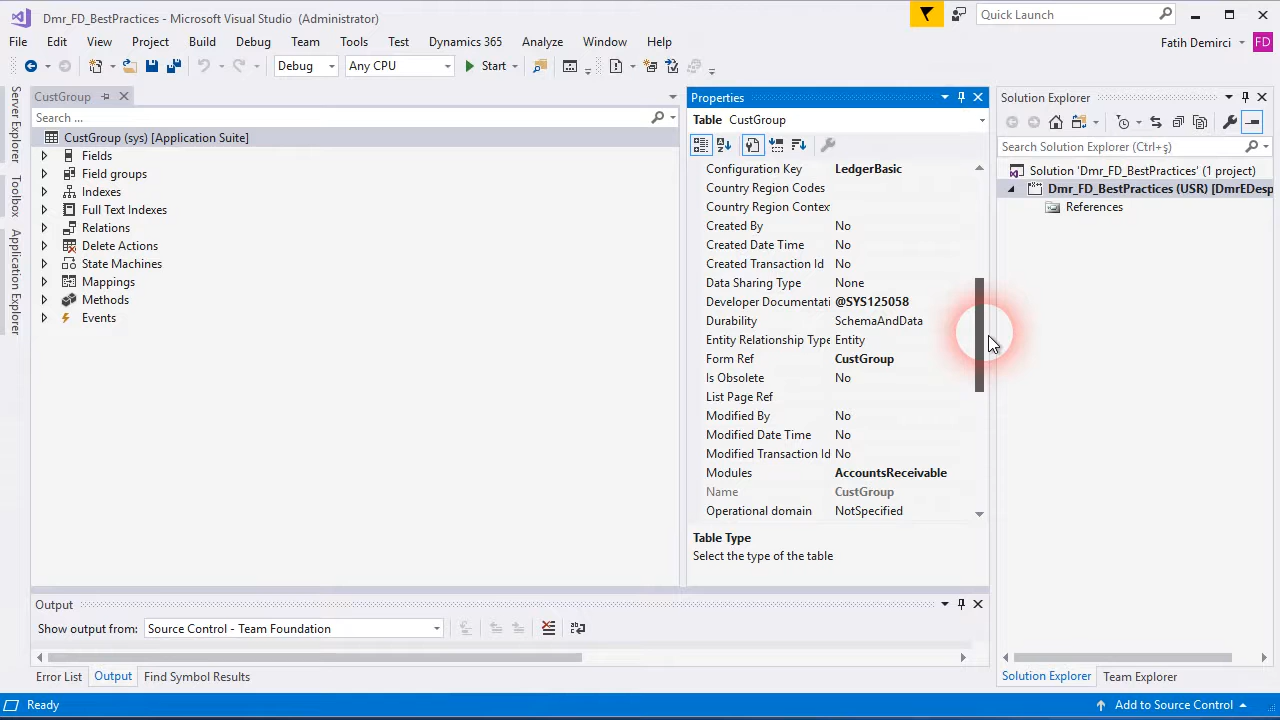 Dmr_FD_BestPractices - Microsoft Visual Studio (Administrator)
Quick Launch
File Edit View Project Build Debug Team Tools Test Dynamics 365 Analyze Window Help
Fatih Demirci FD
Debug Any CPU Start
Server Explorer
Toolbox
Application Explorer
CustGroup
Search ...
CustGroup (sys) [Application Suite]
Fields
Field groups
Indexes
Full Text Indexes
Relations
Delete Actions
State Machines
Mappings
Methods
Events
Properties
Table CustGroup
Configuration Key LedgerBasic
Country Region Codes
Country Region Contex
Created By No
Created Date Time No
Created Transaction Id No
Data Sharing Type None
Developer Documentati @SYS125058
Durability SchemaAndData
Entity Relationship Type Entity
Form Ref CustGroup
Is Obsolete No
List Page Ref
Modified By No
Modified Date Time No
Modified Transaction Id No
Modules AccountsReceivable
Name CustGroup
Operational domain NotSpecified
Table Type
Select the type of the table
Solution Explorer
Search Solution Explorer (Ctrl+ş)
Solution 'Dmr_FD_BestPractices' (1 project)
Dmr_FD_BestPractices (USR) [DmrEDesp
References
Output
Show output from: Source Control - Team Foundation
Error List Output Find Symbol Results
Solution Explorer Team Explorer
Ready
Add to Source Control